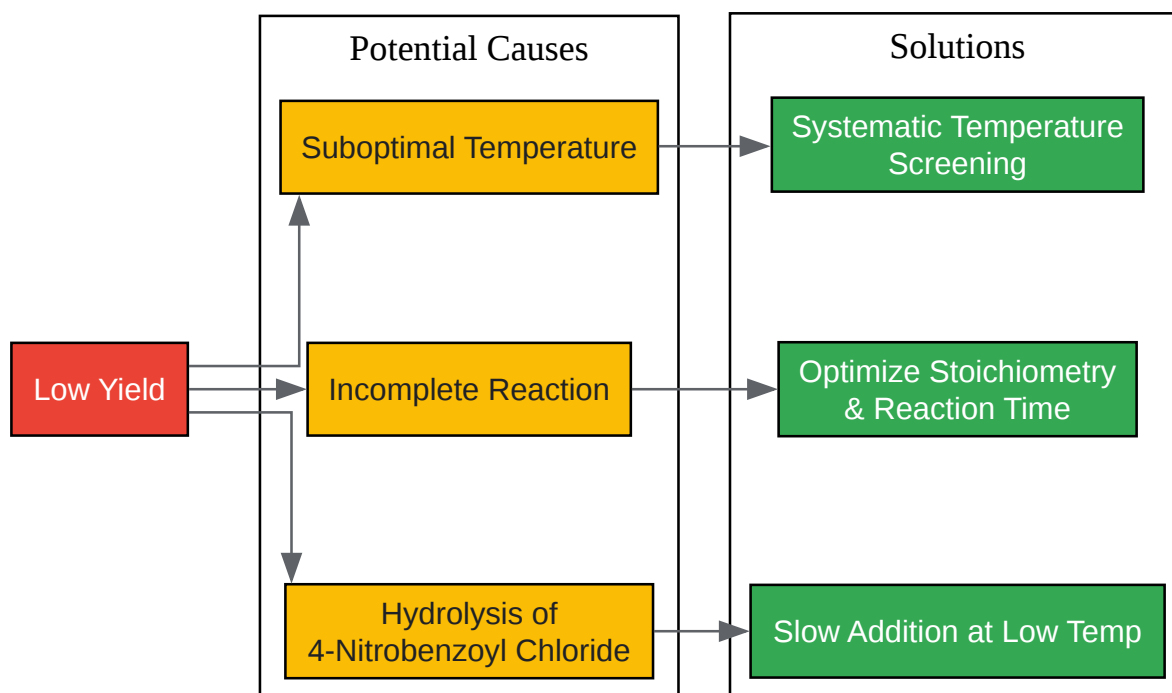 Potential Causes
Solutions
Suboptimal Temperature
Systematic Temperature
Screening
Low Yield
Incomplete Reaction
Optimize Stoichiometry
& Reaction Time
Hydrolysis of
4-Nitrobenzoyl Chloride
Slow Addition at Low Temp